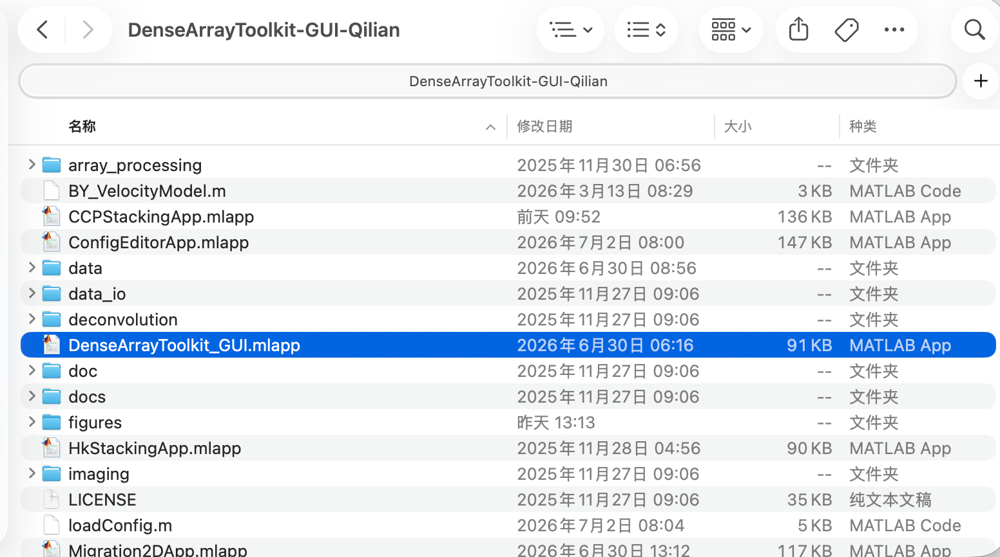 DenseArrayToolkit-GUI-Qilian
DenseArrayToolkit-GUI-Qilian
名称 修改日期 大小 种类
array_processing 2025年11月30日 06:56 -- 文件夹
BY_VelocityModel.m 2026年3月13日 08:29 3 KB MATLAB Code
CCPStackingApp.mlapp 前天 09:52 136 KB MATLAB App
ConfigEditorApp.mlapp 2026年7月2日 08:00 147 KB MATLAB App
data 2026年6月30日 08:56 -- 文件夹
data_io 2025年11月27日 09:06 -- 文件夹
deconvolution 2025年11月27日 09:06 -- 文件夹
DenseArrayToolkit_GUI.mlapp 2026年6月30日 06:16 91 KB MATLAB App
doc 2025年11月27日 09:06 -- 文件夹
docs 2025年11月27日 09:06 -- 文件夹
figures 昨天 13:13 -- 文件夹
HkStackingApp.mlapp 2025年11月28日 04:56 90 KB MATLAB App
imaging 2025年11月27日 09:06 -- 文件夹
LICENSE 2025年11月27日 09:06 35 KB 纯文本文稿
loadConfig.m 2026年7月2日 08:04 5 KB MATLAB Code
Migration2DApp.mlapp 2026年6月30日 13:12 117 KB MATLAB App